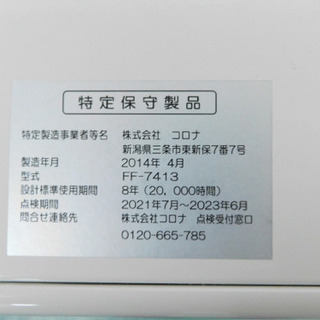 特定保守製品
特定製造事業者等名 株式会社 コロナ
新潟県三条市東新保7番7号
製造年月 2014年 4月
型式 FF-7413
設計標準使用期間 8年（20，000時間）
点検期間 2021年7月～2023年6月
問合せ連絡先 株式会社コロナ 点検受付窓口
0120-665-785